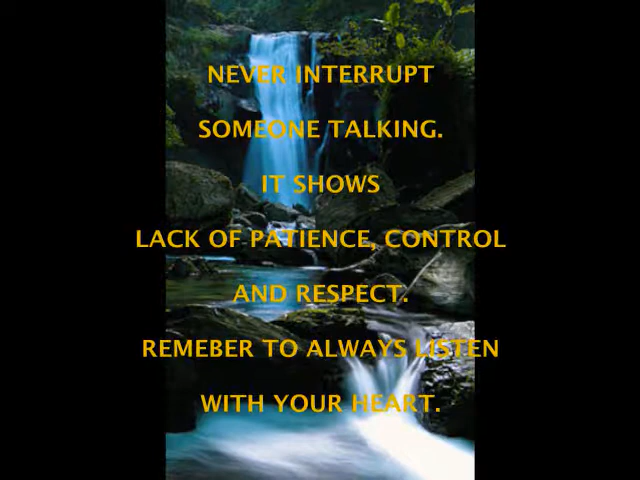 NEVER INTERRUPT
SOMEONE TALKING.
IT SHOWS
LACK OF PATIENCE, CONTROL
AND RESPECT.
REMEBER TO ALWAYS LISTEN
WITH YOUR HEART.